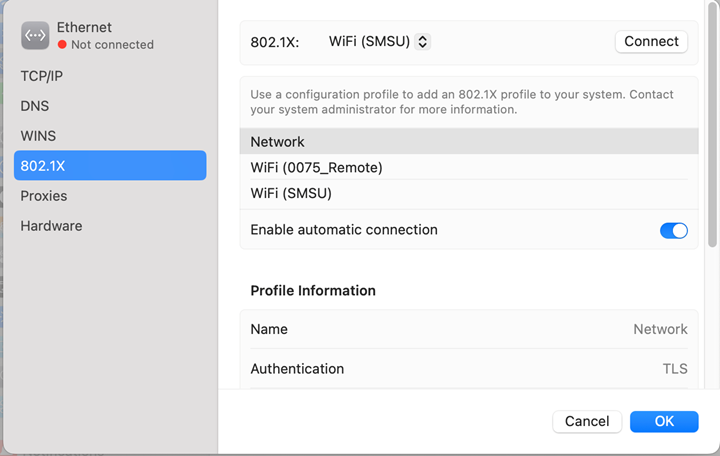 Ethernet
Not connected
TCP/IP
DNS
WINS
802.1X
Proxies
Hardware
802.1X: WiFi (SMSU) Connect
Use a configuration profile to add an 802.1X profile to your system. Contact
your system administrator for more information.
Network
WiFi (0075_Remote)
WiFi (SMSU)
Enable automatic connection
Profile Information
Name Network
Authentication TLS
Cancel OK